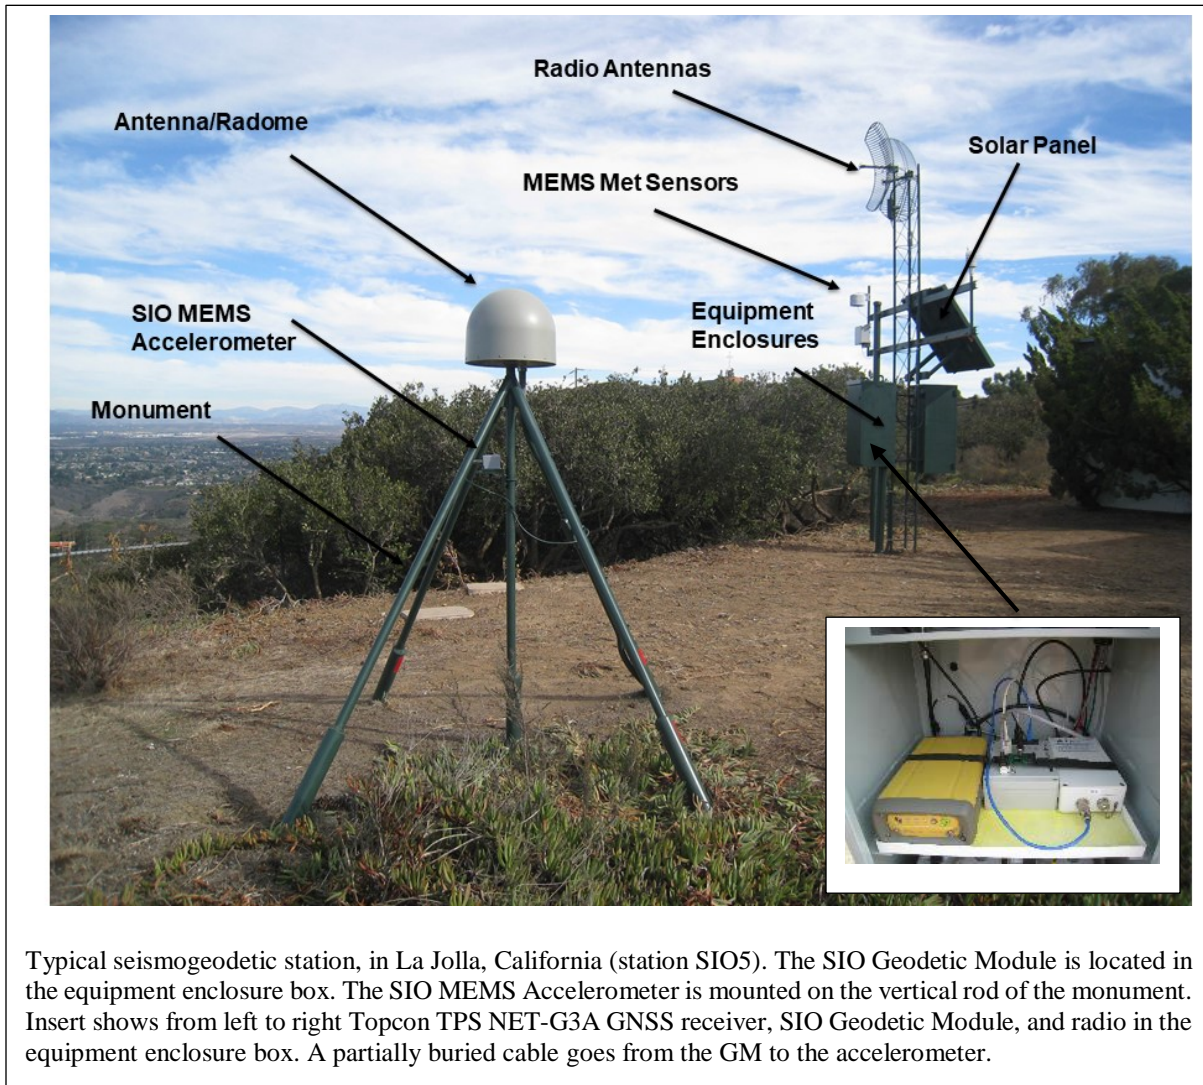 Radio Antennas
Antenna/Radome
Solar Panel
MEMS Met Sensors
SIO MEMS
Accelerometer
Equipment
Enclosures
Monument
Typical seismogeodetic station, in La Jolla, California (station SIO5). The SIO Geodetic Module is located in
the equipment enclosure box. The SIO MEMS Accelerometer is mounted on the vertical rod of the monument.
Insert shows from left to right Topcon TPS NET-G3A GNSS receiver, SIO Geodetic Module, and radio in the
equipment enclosure box. A partially buried cable goes from the GM to the accelerometer.